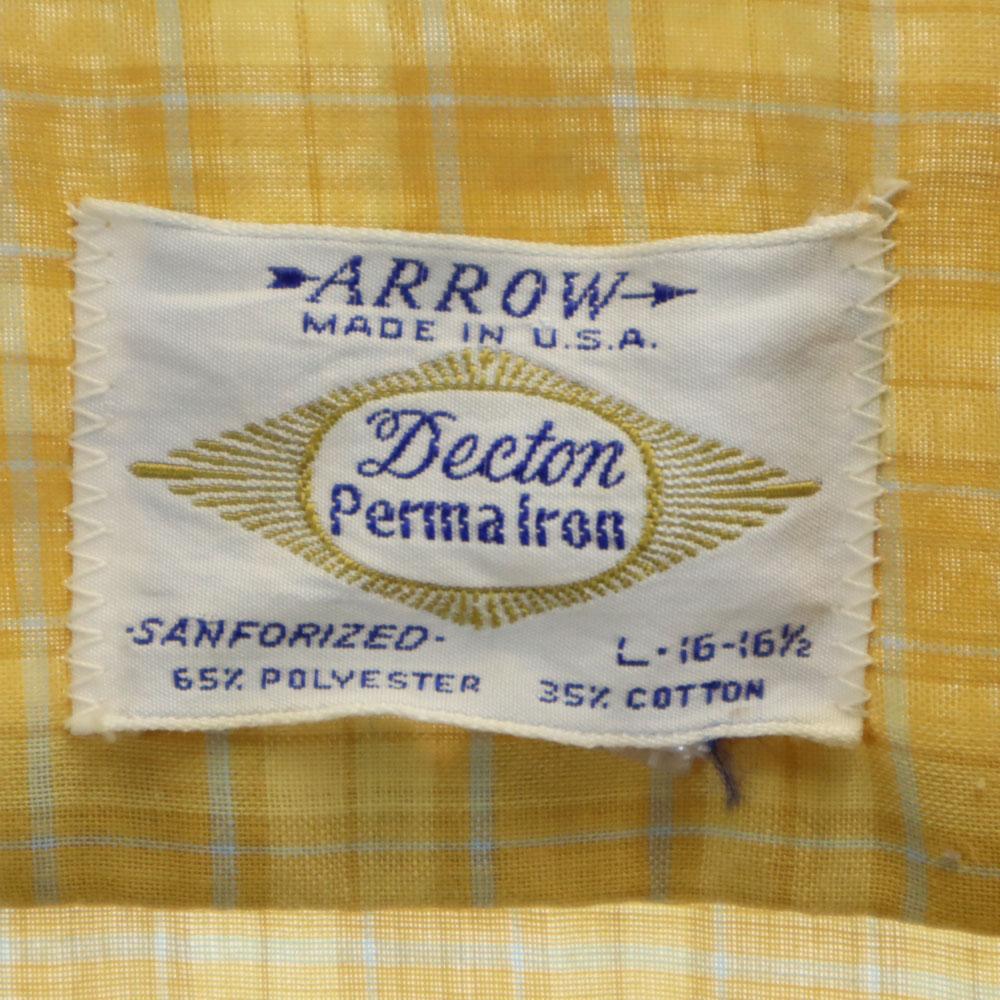 ARROW
MADE IN U.S.A.
Decton
Perma Iron
·SANFORIZED·
L·16-16½
65% POLYESTER 35% COTTON